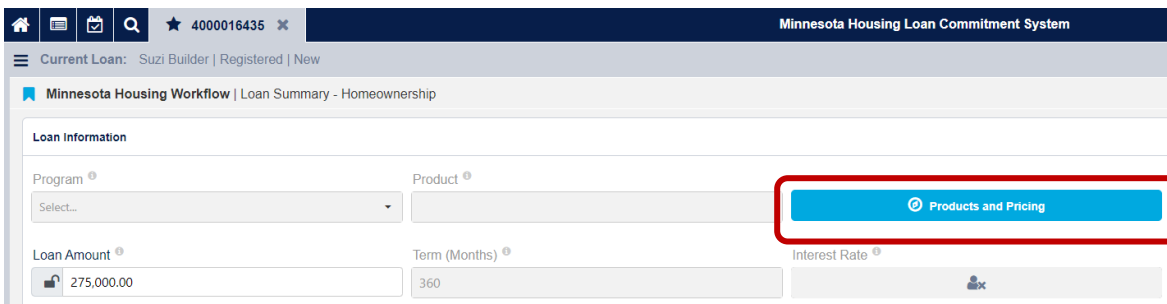 4000016435
Minnesota Housing Loan Commitment System
Current Loan: Suzi Builder | Registered | New
Minnesota Housing Workflow | Loan Summary - Homeownership
Loan Information
Program
Product
Select...
Products and Pricing
Loan Amount
Term (Months)
Interest Rate
275,000.00
360